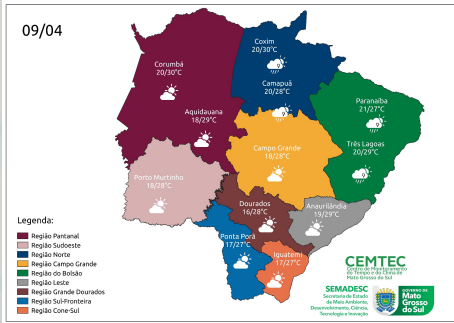 09/04
Coxim
20/30°C
Corumbá
20/30°C
Camapuã
20/28°C
Paranaíba
21/27°C
Aquidauana
18/29°C
Três Lagoas
20/29°C
Campo Grande
18/28°C
Porto Murtinho
18/28°C
Dourados
16/28°C
Anaurilândia
19/29°C
Ponta Porã
17/27°C
Iguatemi
17/27°C
Legenda:
Região Pantanal
Região Sudoeste
Região Norte
Região Campo Grande
Região do Bolsão
Região Leste
Região Grande Dourados
Região Sul-Fronteira
Região Cone-Sul
CEMTEC
Centro de Monitoramento
do Tempo e do Clima de
Mato Grosso do Sul
SEMADESC
Secretaria de Estado
de Meio Ambiente,
Desenvolvimento, Ciência,
Tecnologia e Inovação
GOVERNO DE
Mato
Grosso
do Sul